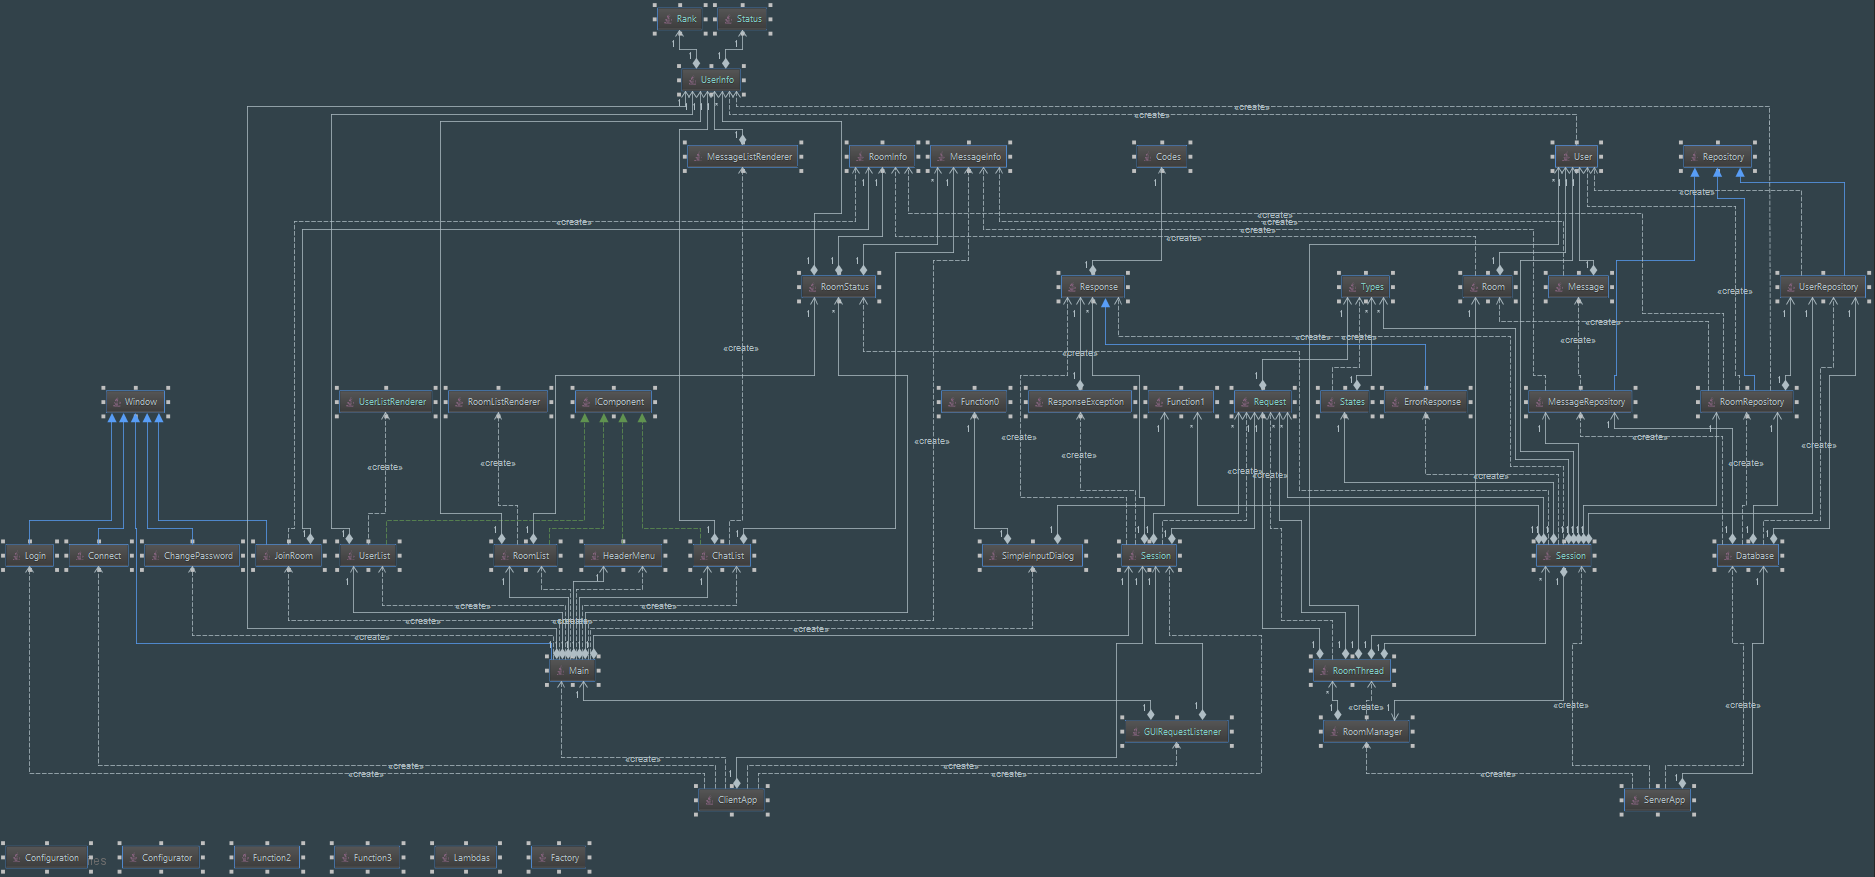 Rank
Status
UserInfo
«create»
«create»
MessageListRenderer
RoomInfo
MessageInfo
Codes
User
Repository
«create»
«create»
«create»
«create»
«create»
«create»
RoomStatus
Response
Types
Room
Message
UserRepository
«create»
«create»
«create»
«create»
«create»
«create»
«create»
Window
UserListRenderer
RoomListRenderer
IComponent
Function0
ResponseException
Function1
Request
States
ErrorResponse
MessageRepository
RoomRepository
«create»
«create»
«create»
«create»
«create»
«create»
«create»
«create»
«create»
«create»
«create»
Login
Connect
ChangePassword
JoinRoom
UserList
RoomList
HeaderMenu
ChatList
SimpleInputDialog
Session
Session
Database
«create»
«create»
«create»
«create»
«create»
«create»
Main
RoomThread
«create»
«create»
«create»
GUIRequestListener
RoomManager
«create»
«create»
«create»
«create»
«create»
«create»
ClientApp
ServerApp
Configuration
Configurator
Function2
Function3
Lambdas
Factory